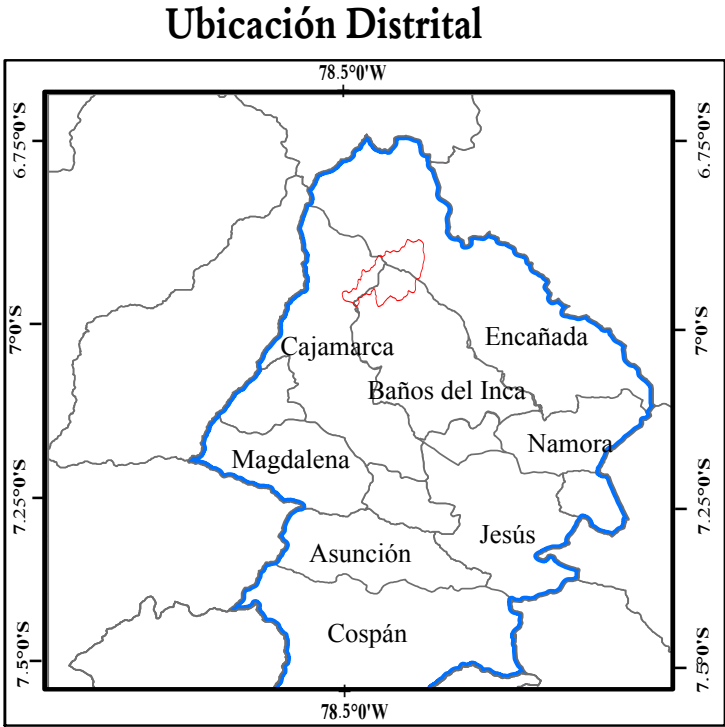 Ubicación Distrital
78.5°0'W
6.75°0'S
6.75°0'S
7°0'S
7°0'S
Encañada
Cajamarca
Baños del Inca
Namora
Magdalena
7.25°0'S
7.25°0'S
Jesús
Asunción
Cospán
7.5°0'S
7.5°0'S
78.5°0'W